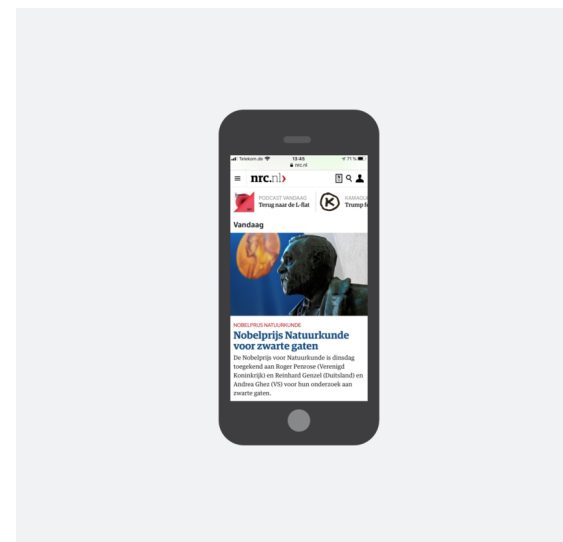 Telekom.de 13:45 71 %
nrc.nl
nrc.nl›
PODCAST VANDAAG
Terug naar de L-flat
KAMAGU
Trump f
Vandaag
NOBELPRIJS NATUURKUNDE
Nobelprijs Natuurkunde
voor zwarte gaten
De Nobelprijs voor Natuurkunde is dinsdag
toegekend aan Roger Penrose (Verenigd
Koninkrijk) en Reinhard Genzel (Duitsland) en
Andrea Ghez (VS) voor hun onderzoek aan
zwarte gaten.